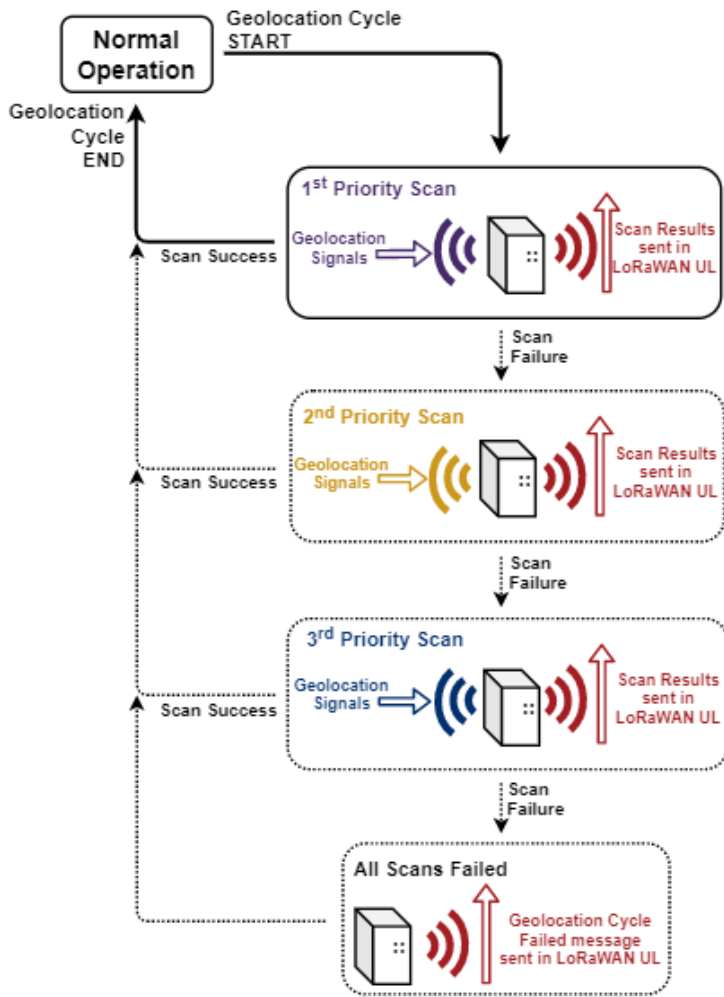 Normal
Operation
Geolocation Cycle
START
Geolocation
Cycle
END
1st Priority Scan
Geolocation
Signals
Scan Results
sent in
LoRaWAN UL
Scan Success
Scan
Failure
2nd Priority Scan
Geolocation
Signals
Scan Results
sent in
LoRaWAN UL
Scan Success
Scan
Failure
3rd Priority Scan
Geolocation
Signals
Scan Results
sent in
LoRaWAN UL
Scan Success
Scan
Failure
All Scans Failed
Geolocation Cycle
Failed message
sent in LoRaWAN UL